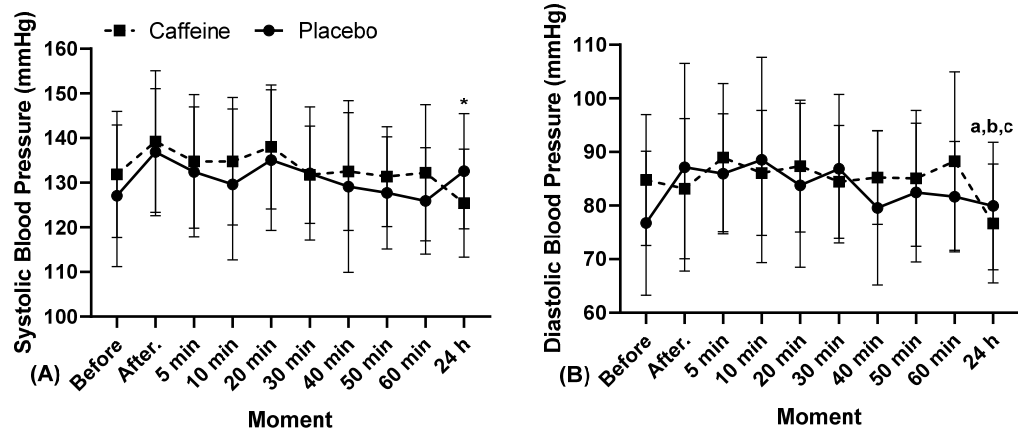 Caffeine Placebo
Systolic Blood Pressure (mmHg)
160
150
140
130
120
110
100
*
Before
After.
5 min
10 min
20 min
30 min
40 min
50 min
60 min
24 h
(A)
Moment
Diastolic Blood Pressure (mmHg)
110
100
90
80
70
60
a,b,c
Before
After.
5 min
10 min
20 min
30 min
40 min
50 min
60 min
24 h
(B)
Moment